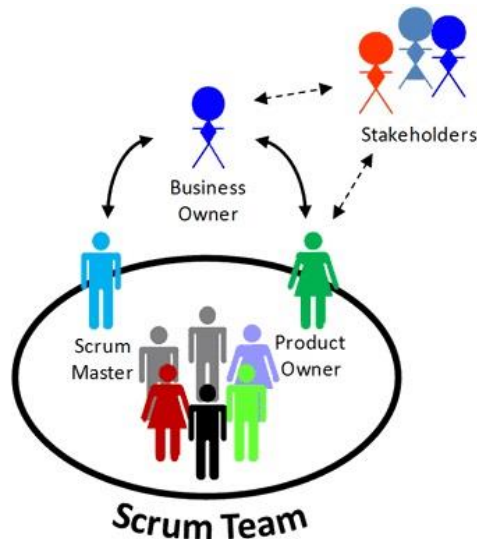 Stakeholders
Business
Owner
Scrum
Master
Product
Owner
Scrum Team